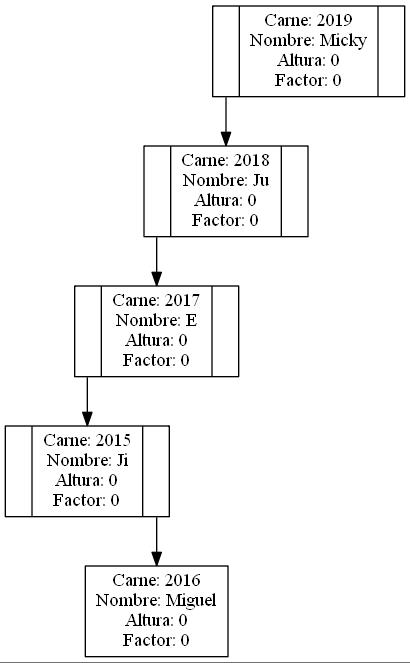 Carne: 2019
Nombre: Micky
Altura: 0
Factor: 0
Carne: 2018
Nombre: Ju
Altura: 0
Factor: 0
Carne: 2017
Nombre: E
Altura: 0
Factor: 0
Carne: 2015
Nombre: Ji
Altura: 0
Factor: 0
Carne: 2016
Nombre: Miguel
Altura: 0
Factor: 0